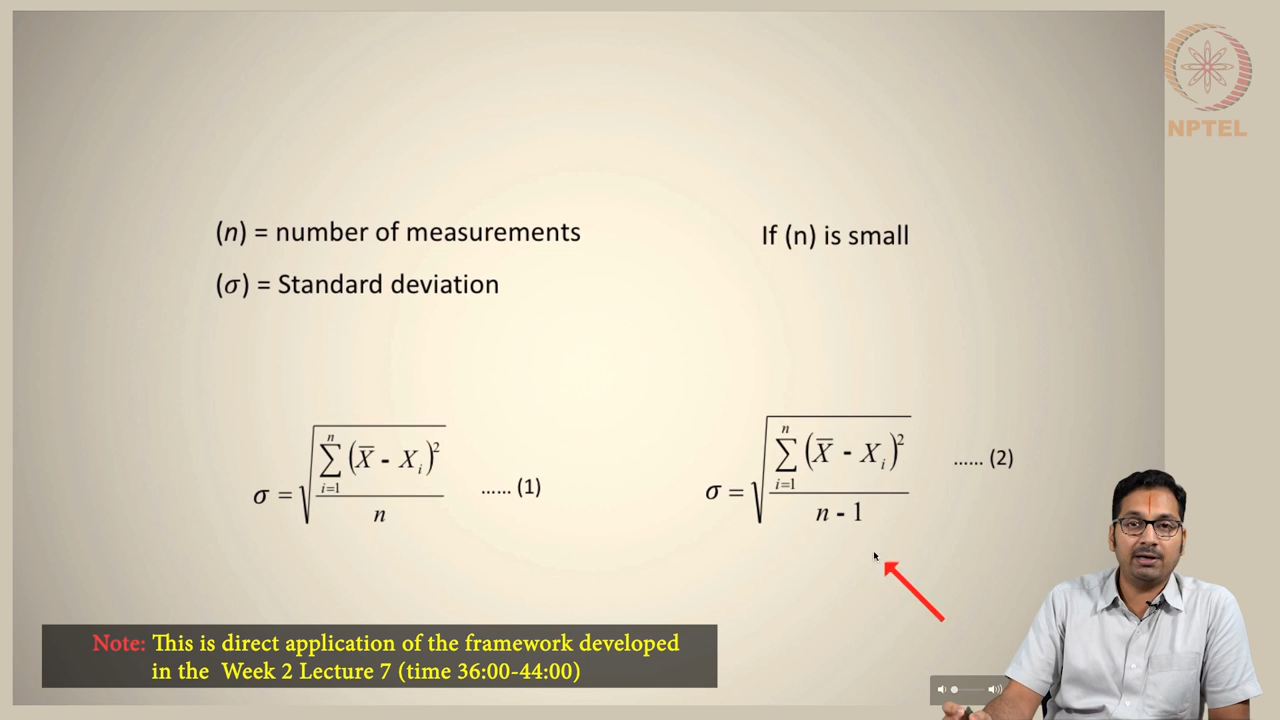 NPTEL
(n) = number of measurements
If (n) is small
(σ) = Standard deviation
σ = √(∑_{i=1}^{n} (X̅ - X_i)² / n) ...... (1)
σ = √(∑_{i=1}^{n} (X̅ - X_i)² / n - 1) ...... (2)
Note: This is direct application of the framework developed
in the Week 2 Lecture 7 (time 36:00-44:00)